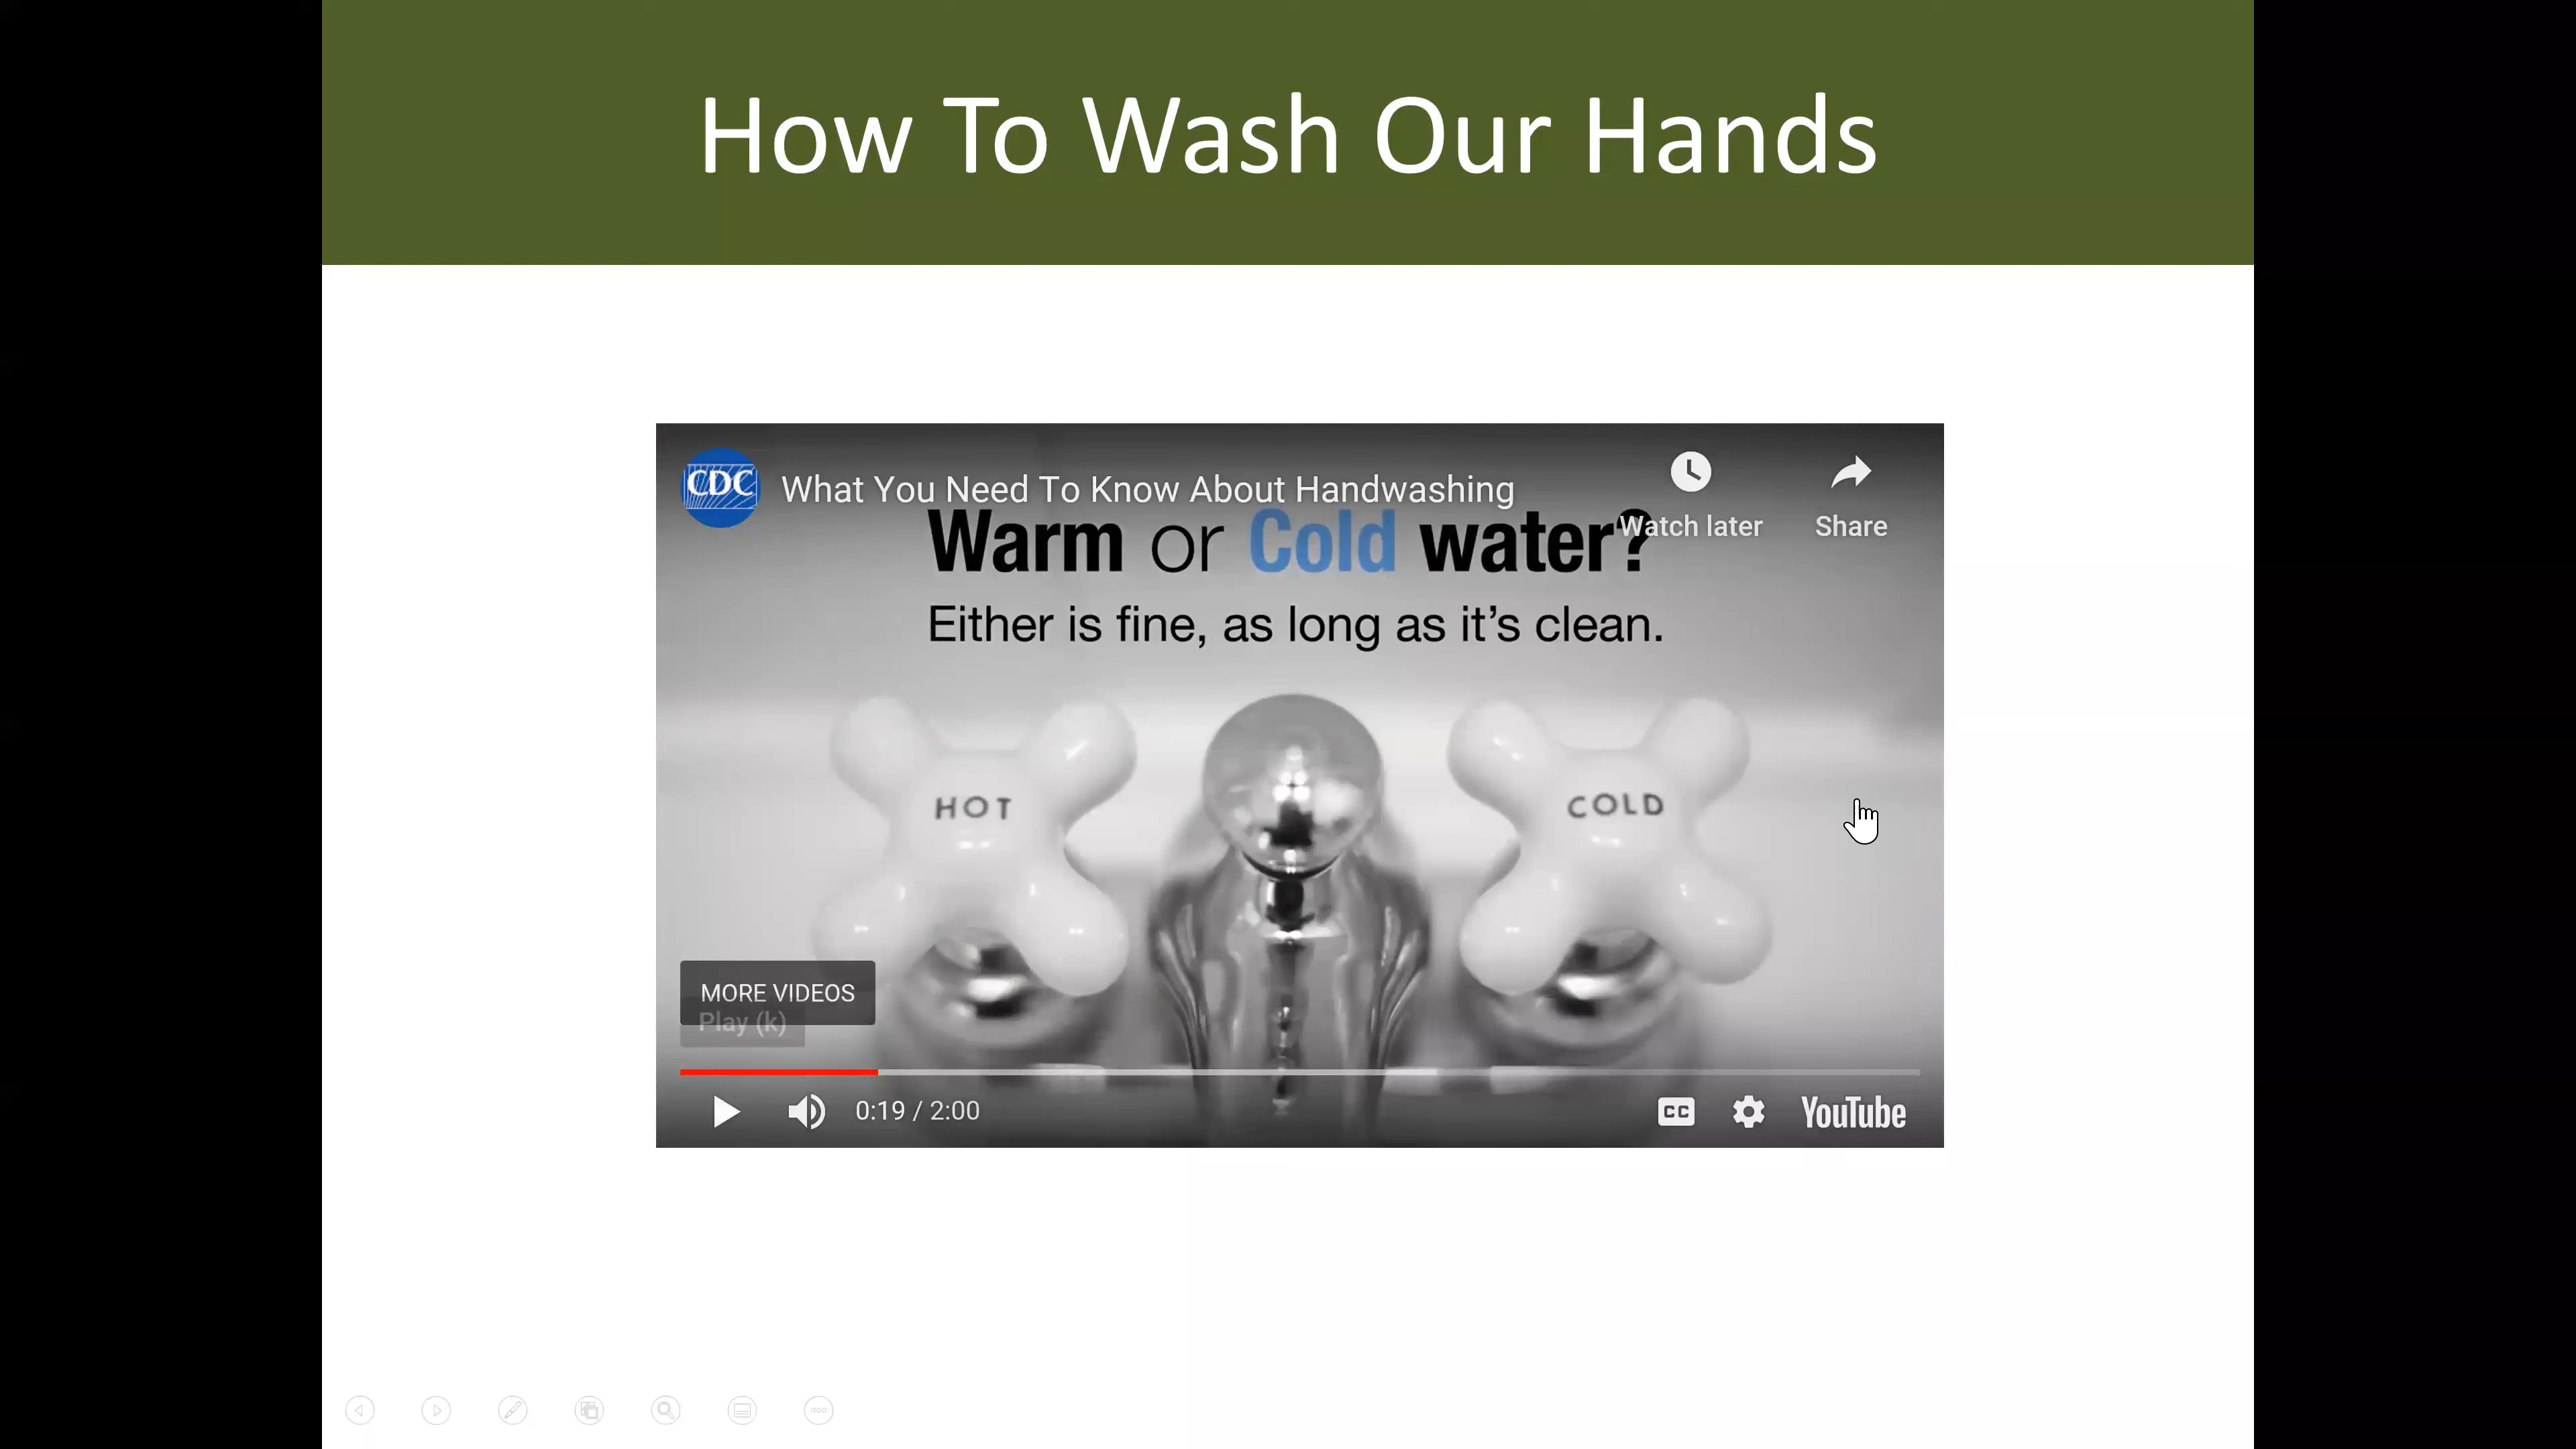 How To Wash Our Hands
CDC
What You Need To Know About Handwashing
Watch later
Share
Warm or Cold water?
Either is fine, as long as it's clean.
HOT
COLD
MORE VIDEOS
Play (k)
0:19 / 2:00
CC
YouTube